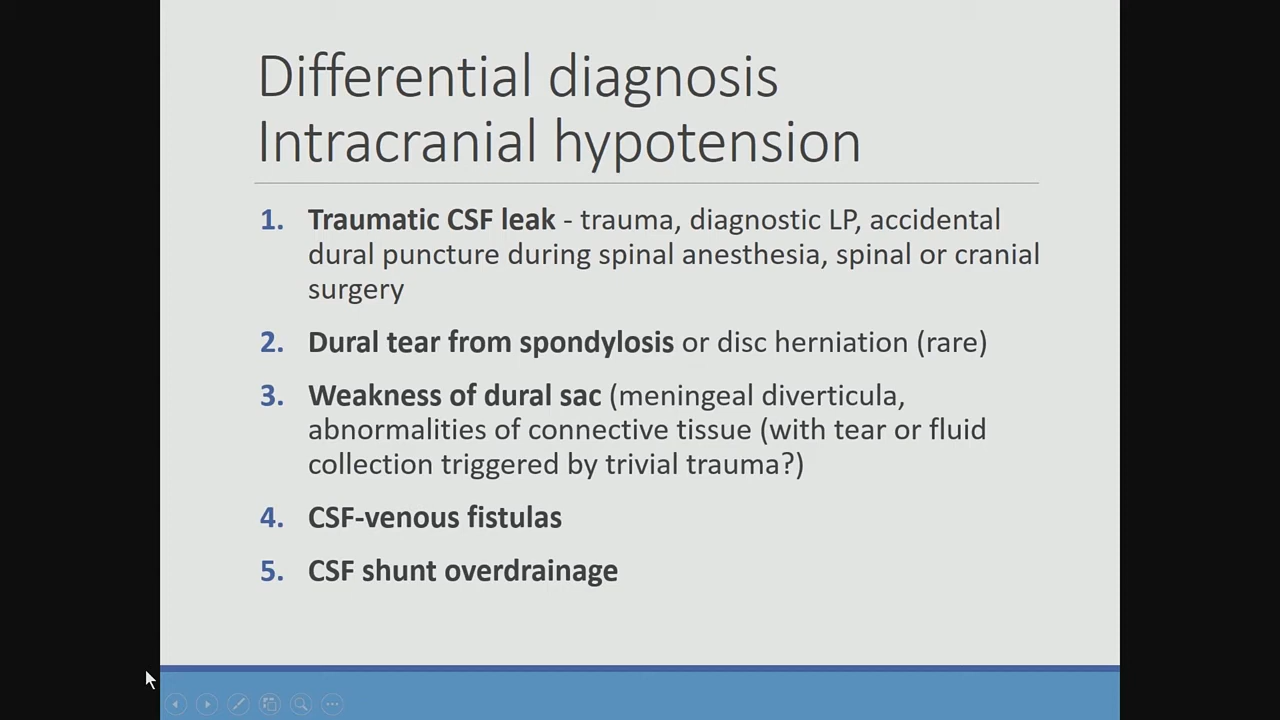 Differential diagnosis
Intracranial hypotension
1. Traumatic CSF leak - trauma, diagnostic LP, accidental
dural puncture during spinal anesthesia, spinal or cranial
surgery
2. Dural tear from spondylosis or disc herniation (rare)
3. Weakness of dural sac (meningeal diverticula,
abnormalities of connective tissue (with tear or fluid
collection triggered by trivial trauma?)
4. CSF-venous fistulas
5. CSF shunt overdrainage